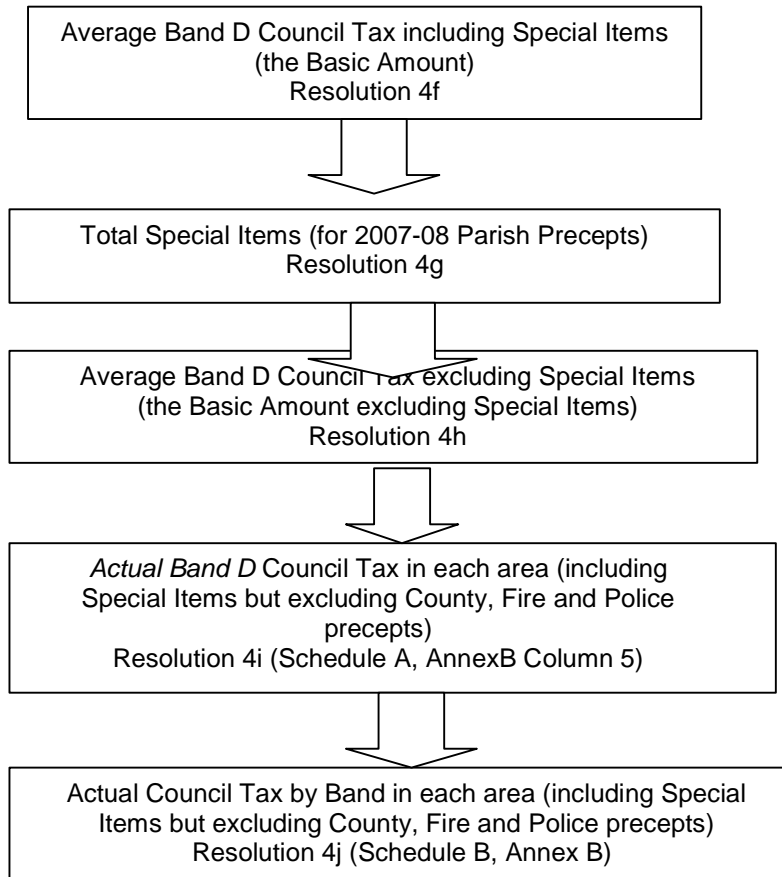 Average Band D Council Tax including Special Items
(the Basic Amount)
Resolution 4f
Total Special Items (for 2007-08 Parish Precepts)
Resolution 4g
Average Band D Council Tax excluding Special Items
(the Basic Amount excluding Special Items)
Resolution 4h
Actual Band D Council Tax in each area (including
Special Items but excluding County, Fire and Police
precepts)
Resolution 4i (Schedule A, AnnexB Column 5)
Actual Council Tax by Band in each area (including Special
Items but excluding County, Fire and Police precepts)
Resolution 4j (Schedule B, Annex B)